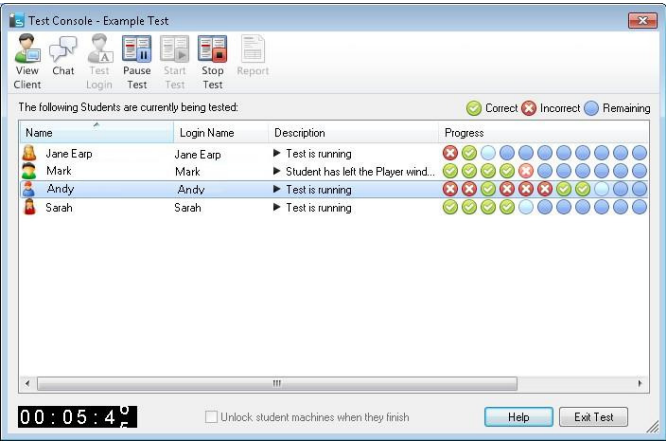 Test Console - Example Test
View Client
Chat
Test Login
Pause Test
Start Test
Stop Test
Report
The following Students are currently being tested:
Correct Incorrect Remaining
Name Login Name Description Progress
Jane Earp Jane Earp Test is running
Mark Mark Student has left the Player wind...
Andy Andy Test is running
Sarah Sarah Test is running
00:05:4
Unlock student machines when they finish
Help
Exit Test